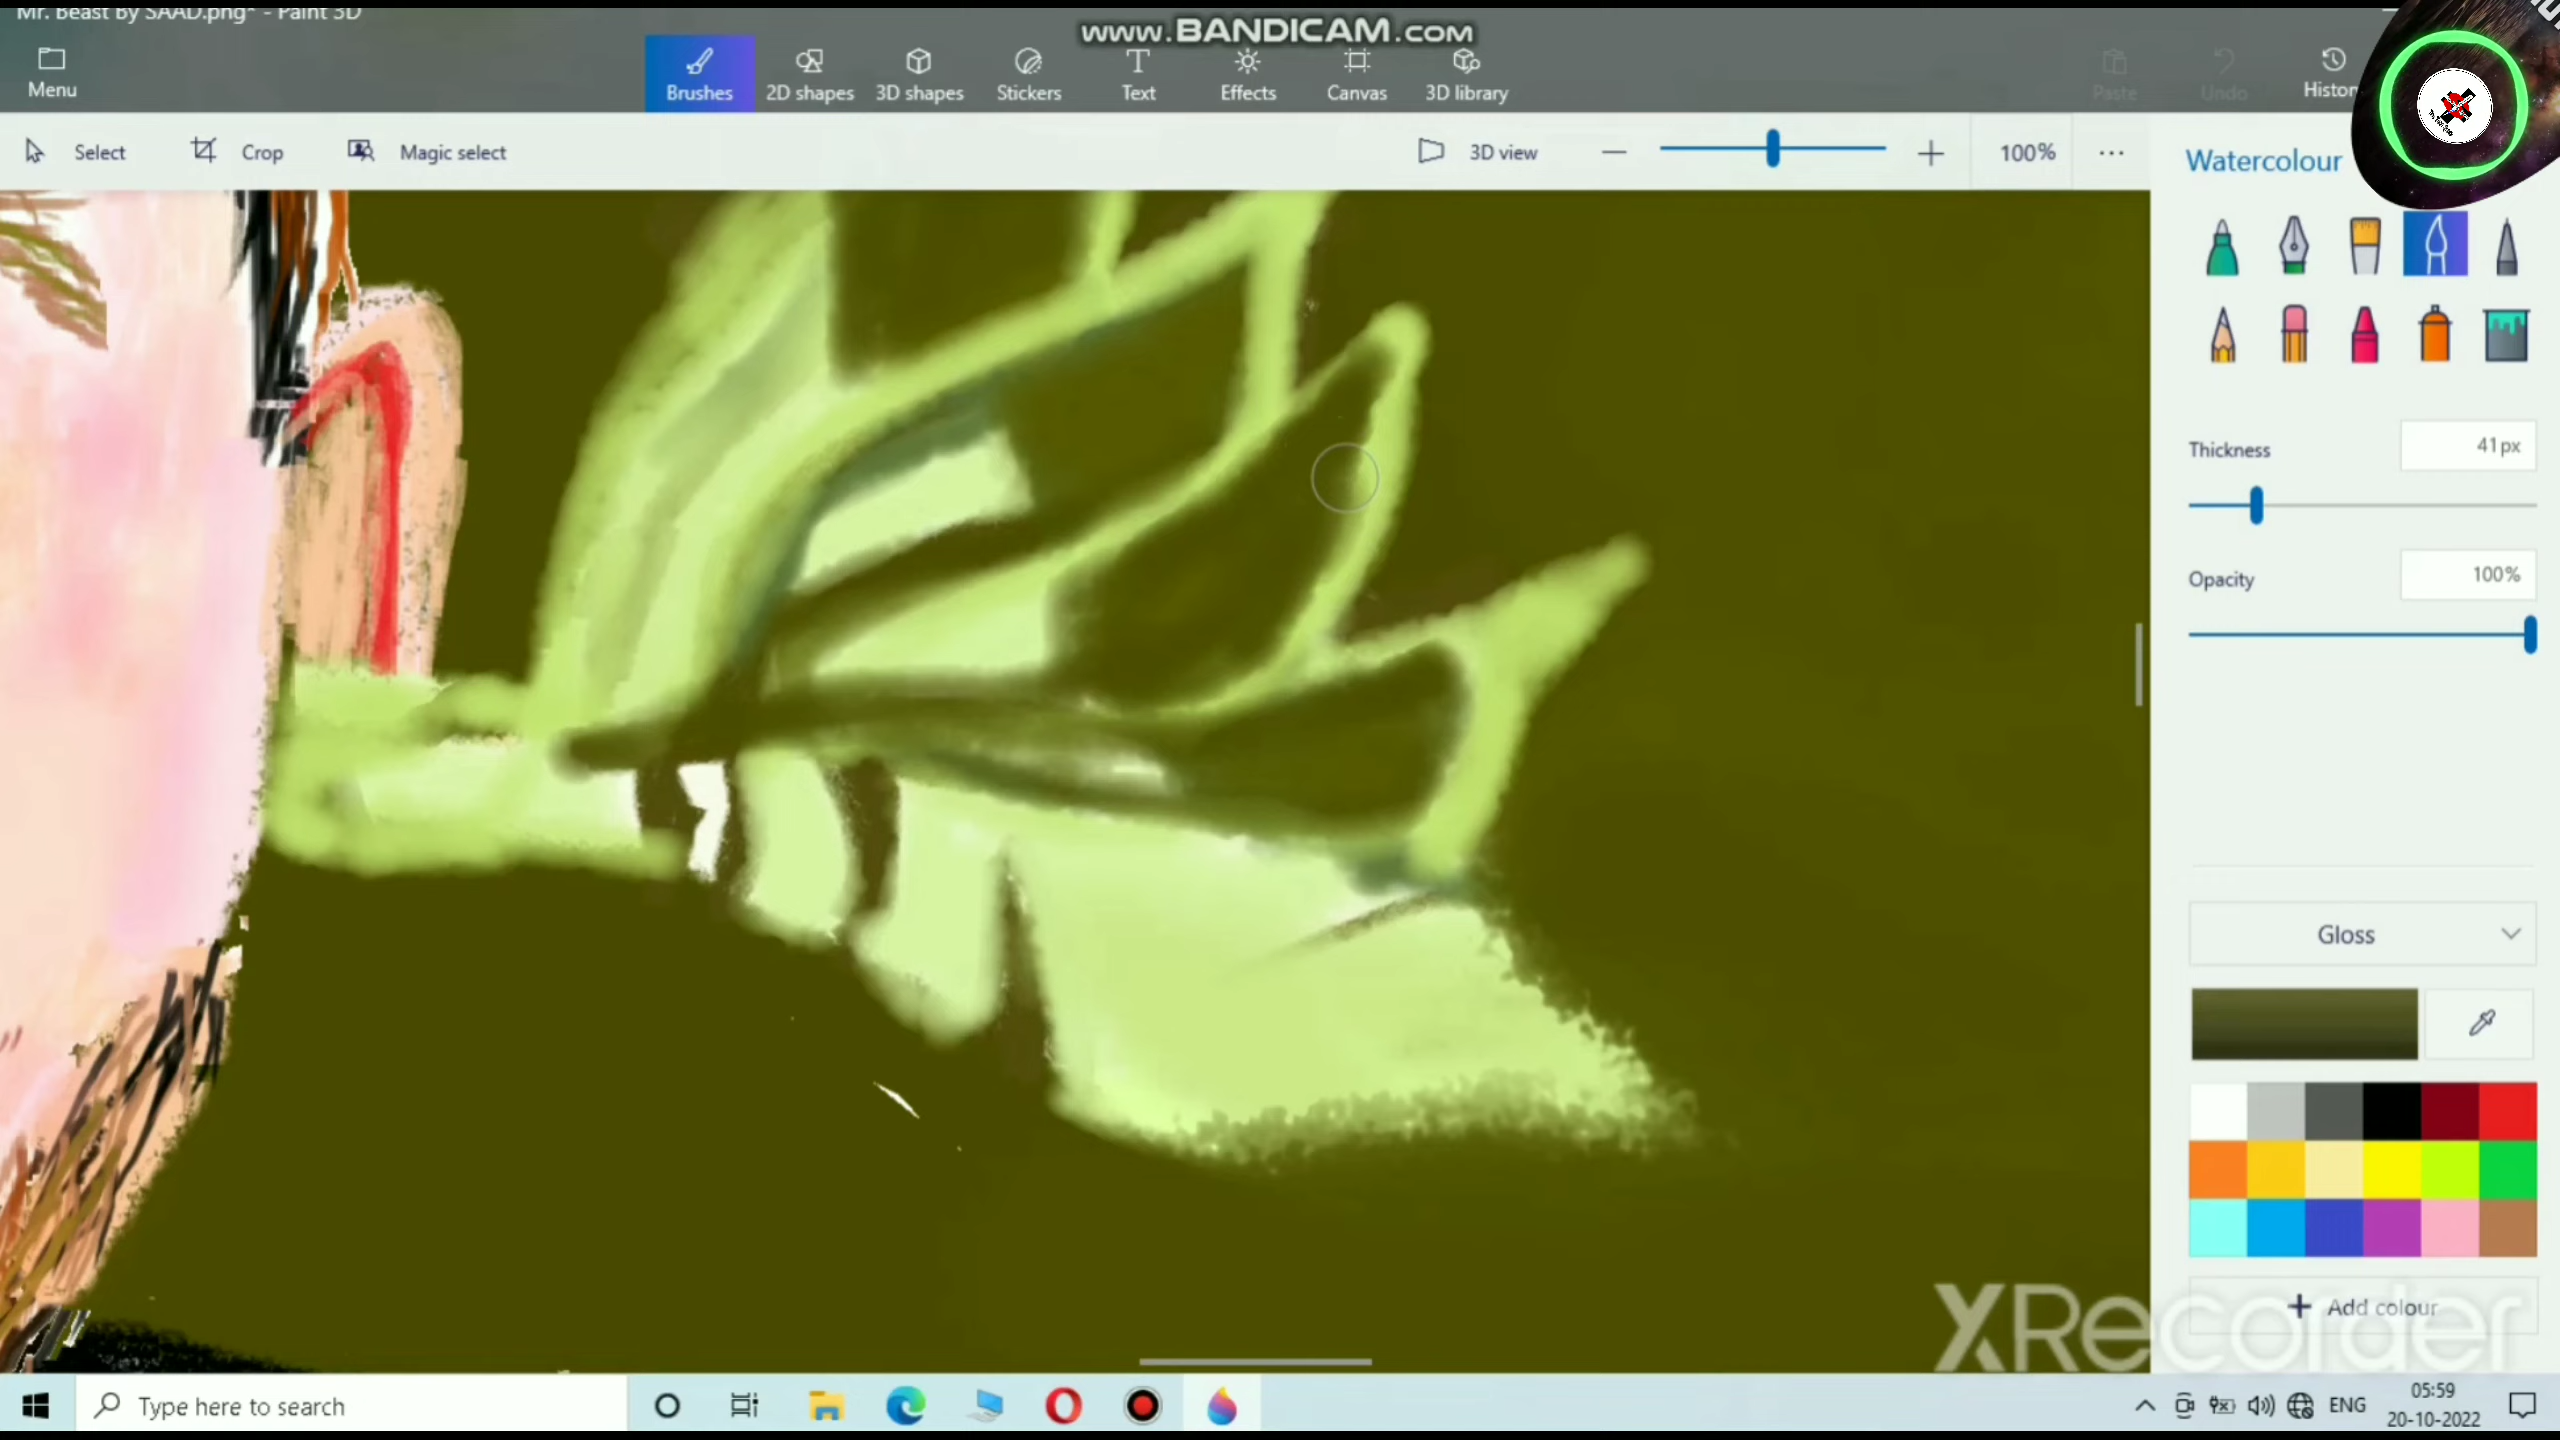 Mr. Beast By SAAD.png* - Paint 3D
www.BANDICAM.com
Menu
Brushes
2D shapes
3D shapes
Stickers
Text
Effects
Canvas
3D library
Paste
Undo
Histor
Select
Crop
Magic select
3D view
100%
Watercolour
Thickness
41px
Opacity
100%
Gloss
Add colour
XRecorder
Type here to search
ENG
05:59
20-10-2022